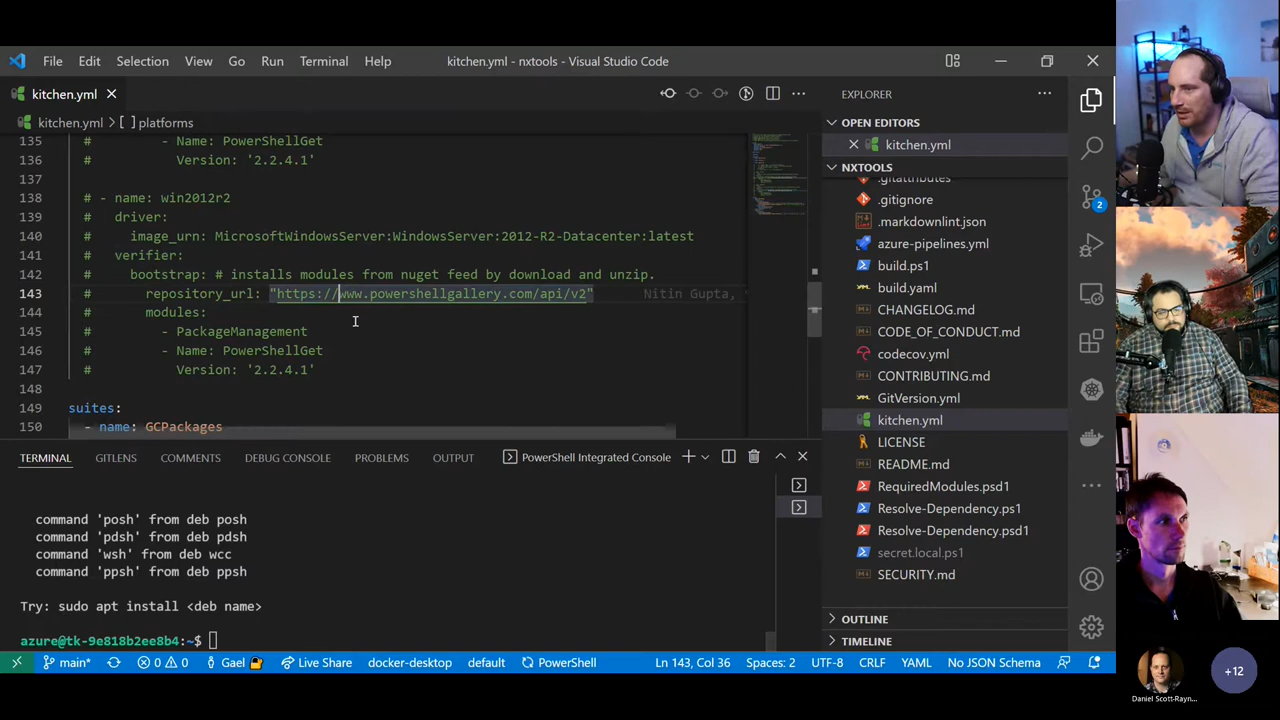 File Edit Selection View Go Run Terminal Help
kitchen.yml - nxtools - Visual Studio Code
kitchen.yml
kitchen.yml > [ ] platforms
135 # - Name: PowerShellGet
136 # Version: '2.2.4.1'
137
138 # - name: win2012r2
139 # driver:
140 # image_urn: MicrosoftWindowsServer:WindowsServer:2012-R2-Datacenter:latest
141 # verifier:
142 # bootstrap: # installs modules from nuget feed by download and unzip.
143 # repository_url: "https://www.powershellgallery.com/api/v2" Nitin Gupta,
144 # modules:
145 # - PackageManagement
146 # - Name: PowerShellGet
147 # Version: '2.2.4.1'
148
149 suites:
150 - name: GCPackages
TERMINAL GITLENS COMMENTS DEBUG CONSOLE PROBLEMS OUTPUT PowerShell Integrated Console
command 'posh' from deb posh
command 'pdsh' from deb pdsh
command 'wsh' from deb wcc
command 'ppsh' from deb ppsh
Try: sudo apt install <deb name>
azure@tk-9e818b2ee8b4:~$
EXPLORER
OPEN EDITORS
kitchen.yml
NXTOOLS
.gitattributes
.gitignore
.markdownlint.json
azure-pipelines.yml
build.ps1
build.yaml
CHANGELOG.md
CODE_OF_CONDUCT.md
codecov.yml
CONTRIBUTING.md
GitVersion.yml
kitchen.yml
LICENSE
README.md
RequiredModules.psd1
Resolve-Dependency.ps1
Resolve-Dependency.psd1
secret.local.ps1
SECURITY.md
OUTLINE
TIMELINE
2
main* 0 0 Gael Live Share docker-desktop default PowerShell Ln 143, Col 36 Spaces: 2 UTF-8 CRLF YAML No JSON Schema
Daniel Scott-Rayn...
+12